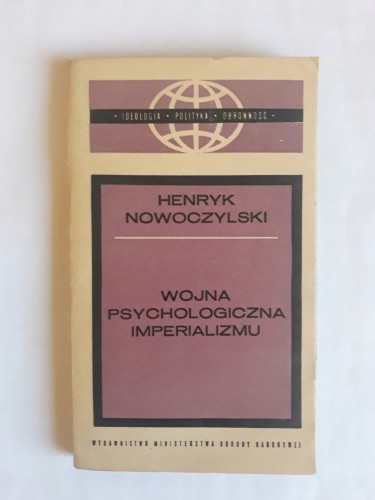 • IDEOLOGIA • POLITYKA • OBRONNOŚĆ •
HENRYK
NOWOCZYLSKI
WOJNA
PSYCHOLOGICZNA
IMPERIALIZMU
WYDAWNICTWO MINISTERSTWA OBRONY NARODOWEJ